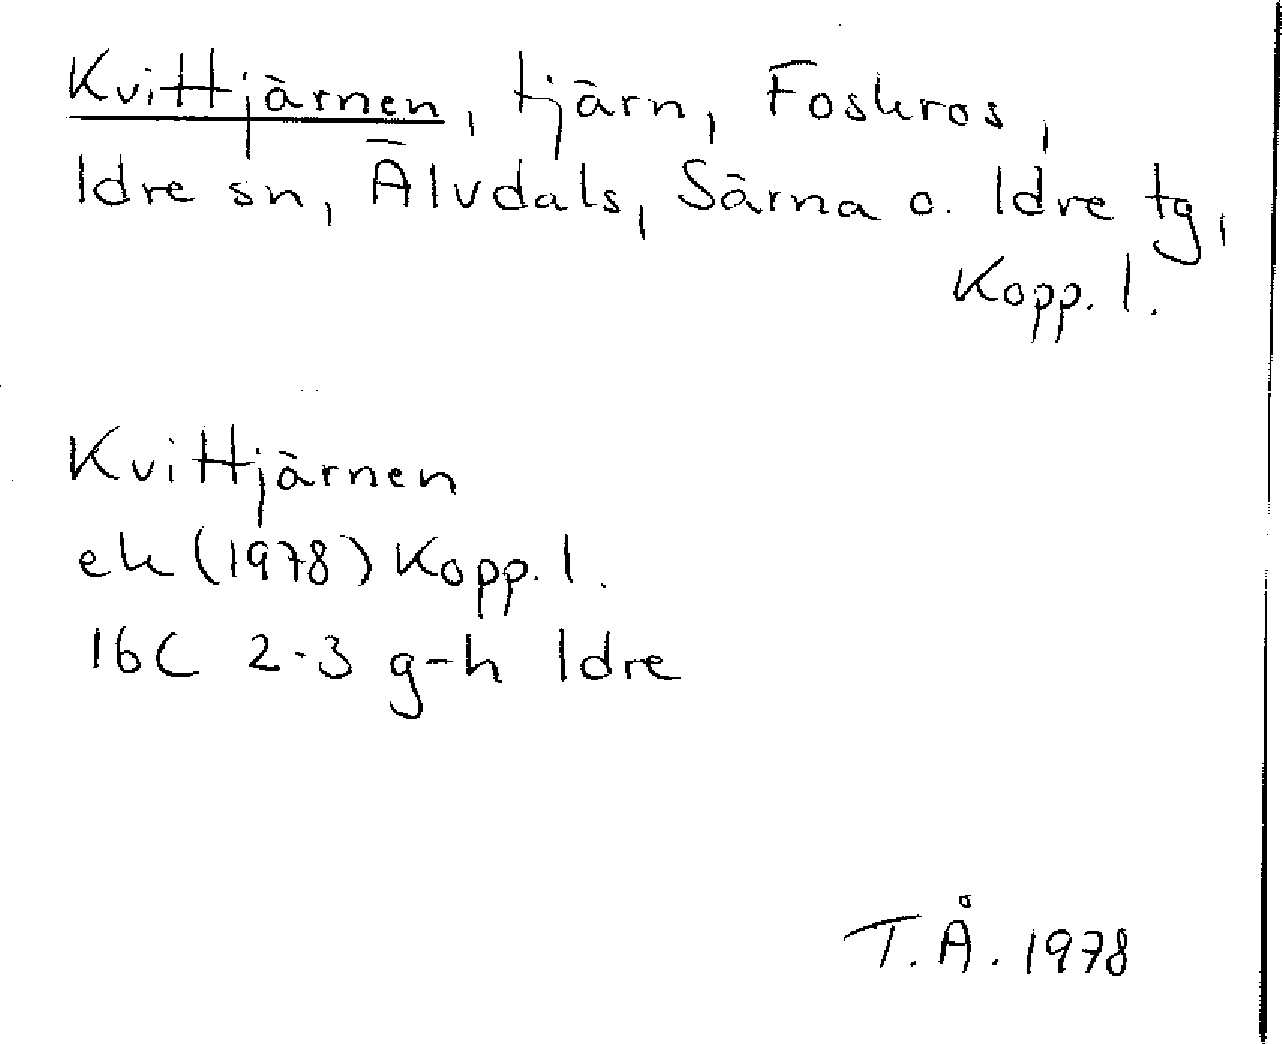 Kvittjärnen, tjärn, Foskros,
Idre sn, Älvdals, Särna o. Idre tg,
Kopp. l.
Kvittjärnen
ek (1978) Kopp. l.
16C 2-3 g-h Idre
T.Å. 1978